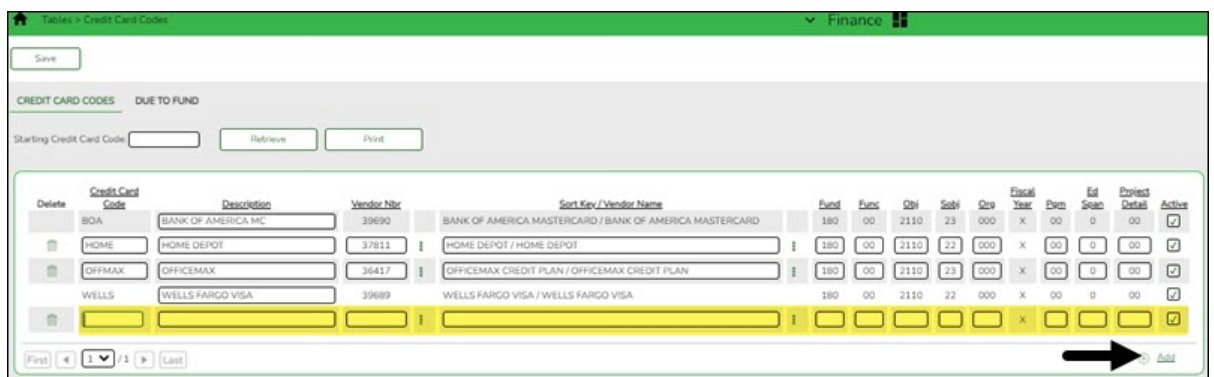 Tables > Credit Card Codes Finance
Save
CREDIT CARD CODES DUE TO FUND
Starting Credit Card Code: Retrieve Print
Delete Credit Card Code Description Vendor Nbr Sort Key / Vendor Name Fund Func Obj Sobj Org Fiscal Year Pgm Ed Span Project Detail Active
BOA BANK OF AMERICA MC 39690 BANK OF AMERICA MASTERCARD / BANK OF AMERICA MASTERCARD 180 00 2110 23 000 X 00 0 00
HOME HOME DEPOT 37811 HOME DEPOT / HOME DEPOT 180 00 2110 22 000 X 00 0 00
OFFMAX OFFICEMAX 36417 OFFICEMAX CREDIT PLAN / OFFICEMAX CREDIT PLAN 180 00 2110 23 000 X 00 0 00
WELLS WELLS FARGO VISA 39689 WELLS FARGO VISA / WELLS FARGO VISA 180 00 2110 22 000 X 00 0 00
X
First 1 / 1 Last Add